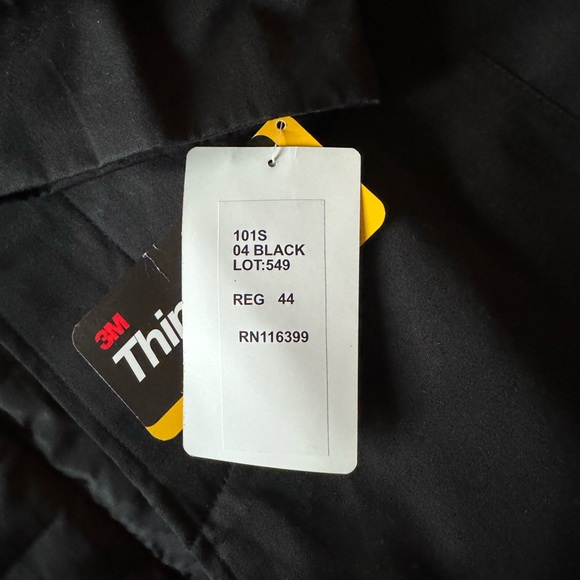 101S
04 BLACK
LOT:549
REG 44
RN116399
3M
Thin